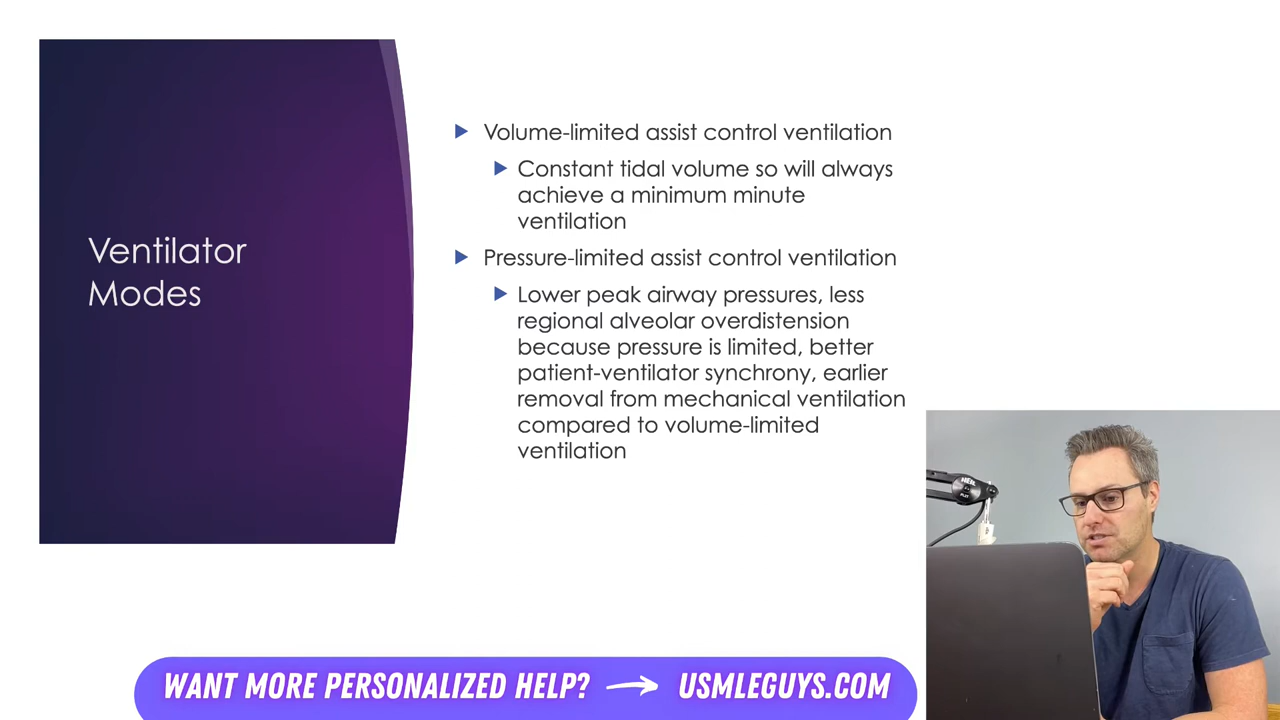 Ventilator
Modes
Volume-limited assist control ventilation
Constant tidal volume so will always
achieve a minimum minute
ventilation
Pressure-limited assist control ventilation
Lower peak airway pressures, less
regional alveolar overdistension
because pressure is limited, better
patient-ventilator synchrony, earlier
removal from mechanical ventilation
compared to volume-limited
ventilation
WANT MORE PERSONALIZED HELP? → USMLEGUYS.COM